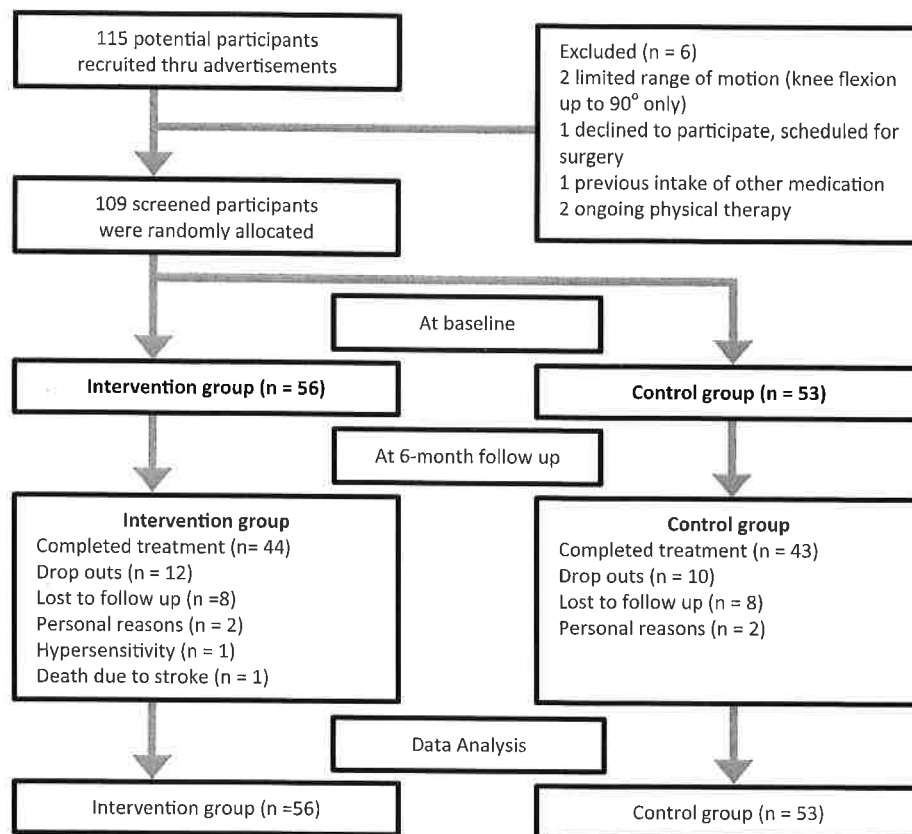 115 potential participants
recruited thru advertisements
Excluded (n = 6)
2 limited range of motion (knee flexion
up to 90° only)
1 declined to participate, scheduled for
surgery
1 previous intake of other medication
2 ongoing physical therapy
109 screened participants
were randomly allocated
At baseline
Intervention group (n = 56)
Control group (n = 53)
At 6-month follow up
Intervention group
Completed treatment (n= 44)
Drop outs (n = 12)
Lost to follow up (n =8)
Personal reasons (n = 2)
Hypersensitivity (n = 1)
Death due to stroke (n = 1)
Control group
Completed treatment (n = 43)
Drop outs (n = 10)
Lost to follow up (n = 8)
Personal reasons (n = 2)
Data Analysis
Intervention group (n =56)
Control group (n = 53)